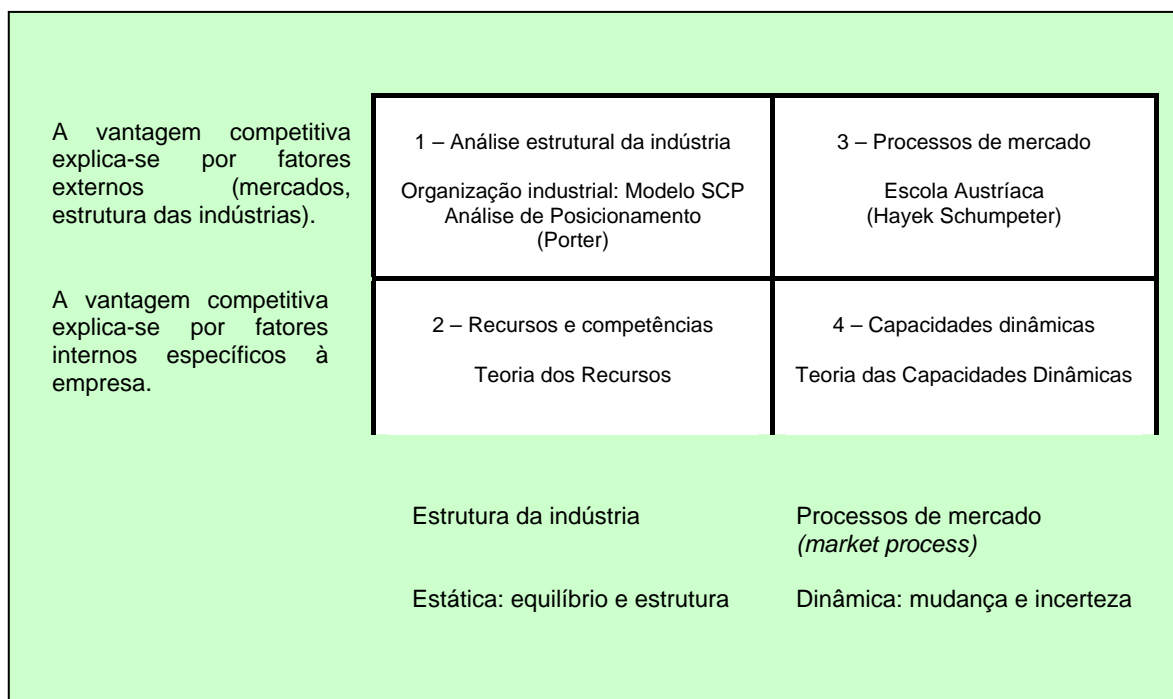 A vantagem competitiva
explica-se por fatores
externos (mercados,
estrutura das indústrias).
1 – Análise estrutural da indústria
Organização industrial: Modelo SCP
Análise de Posicionamento
(Porter)
3 – Processos de mercado
Escola Austríaca
(Hayek Schumpeter)
A vantagem competitiva
explica-se por fatores
internos específicos à
empresa.
2 – Recursos e competências
Teoria dos Recursos
4 – Capacidades dinâmicas
Teoria das Capacidades Dinâmicas
Estrutura da indústria
Estática: equilíbrio e estrutura
Processos de mercado
(market process)
Dinâmica: mudança e incerteza